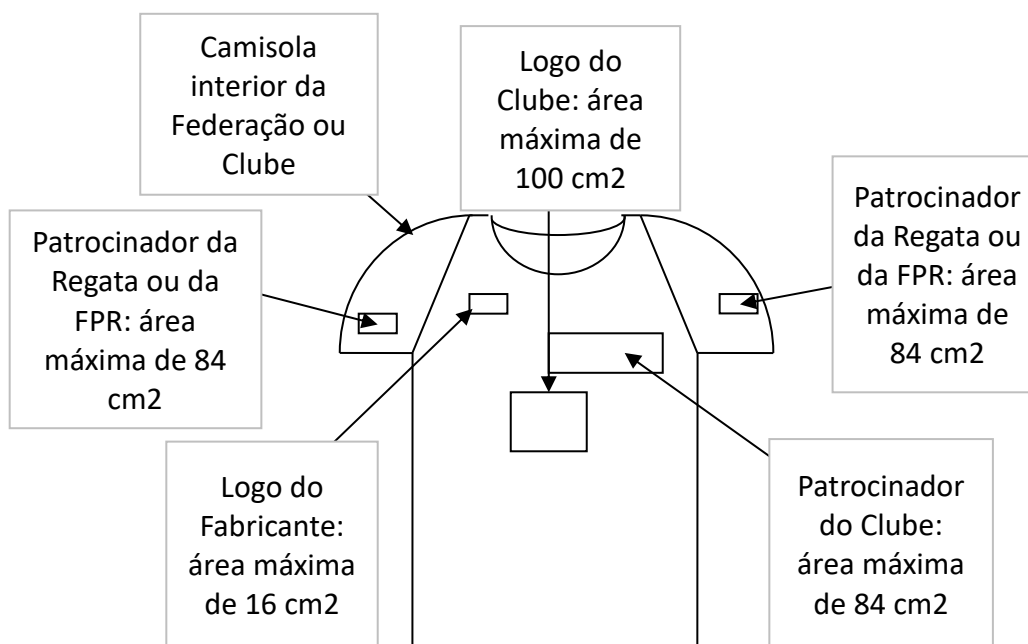 Camisola
interior da
Federação ou
Clube
Logo do
Clube: área
máxima de
100 cm2
Patrocinador
da Regata ou
da FPR: área
máxima de
84 cm2
Patrocinador da
Regata ou da
FPR: área
máxima de 84
cm2
Logo do
Fabricante:
área máxima
de 16 cm2
Patrocinador
do Clube:
área máxima
de 84 cm2